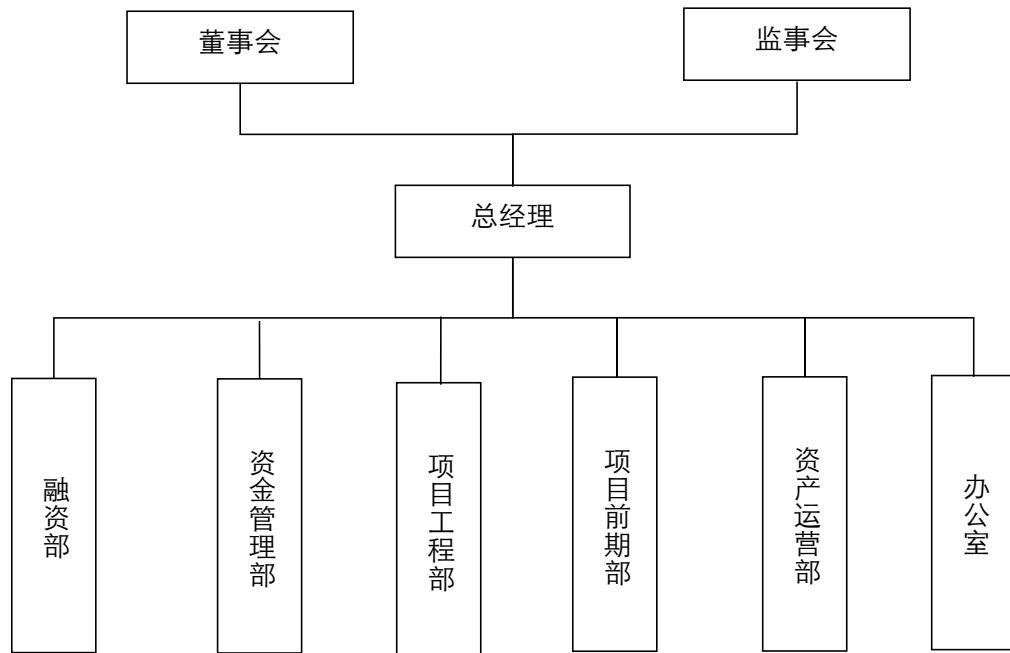 董事会
监事会
总经理
融资部
资金管理部
项目工程部
项目前期部
资产运营部
办公室